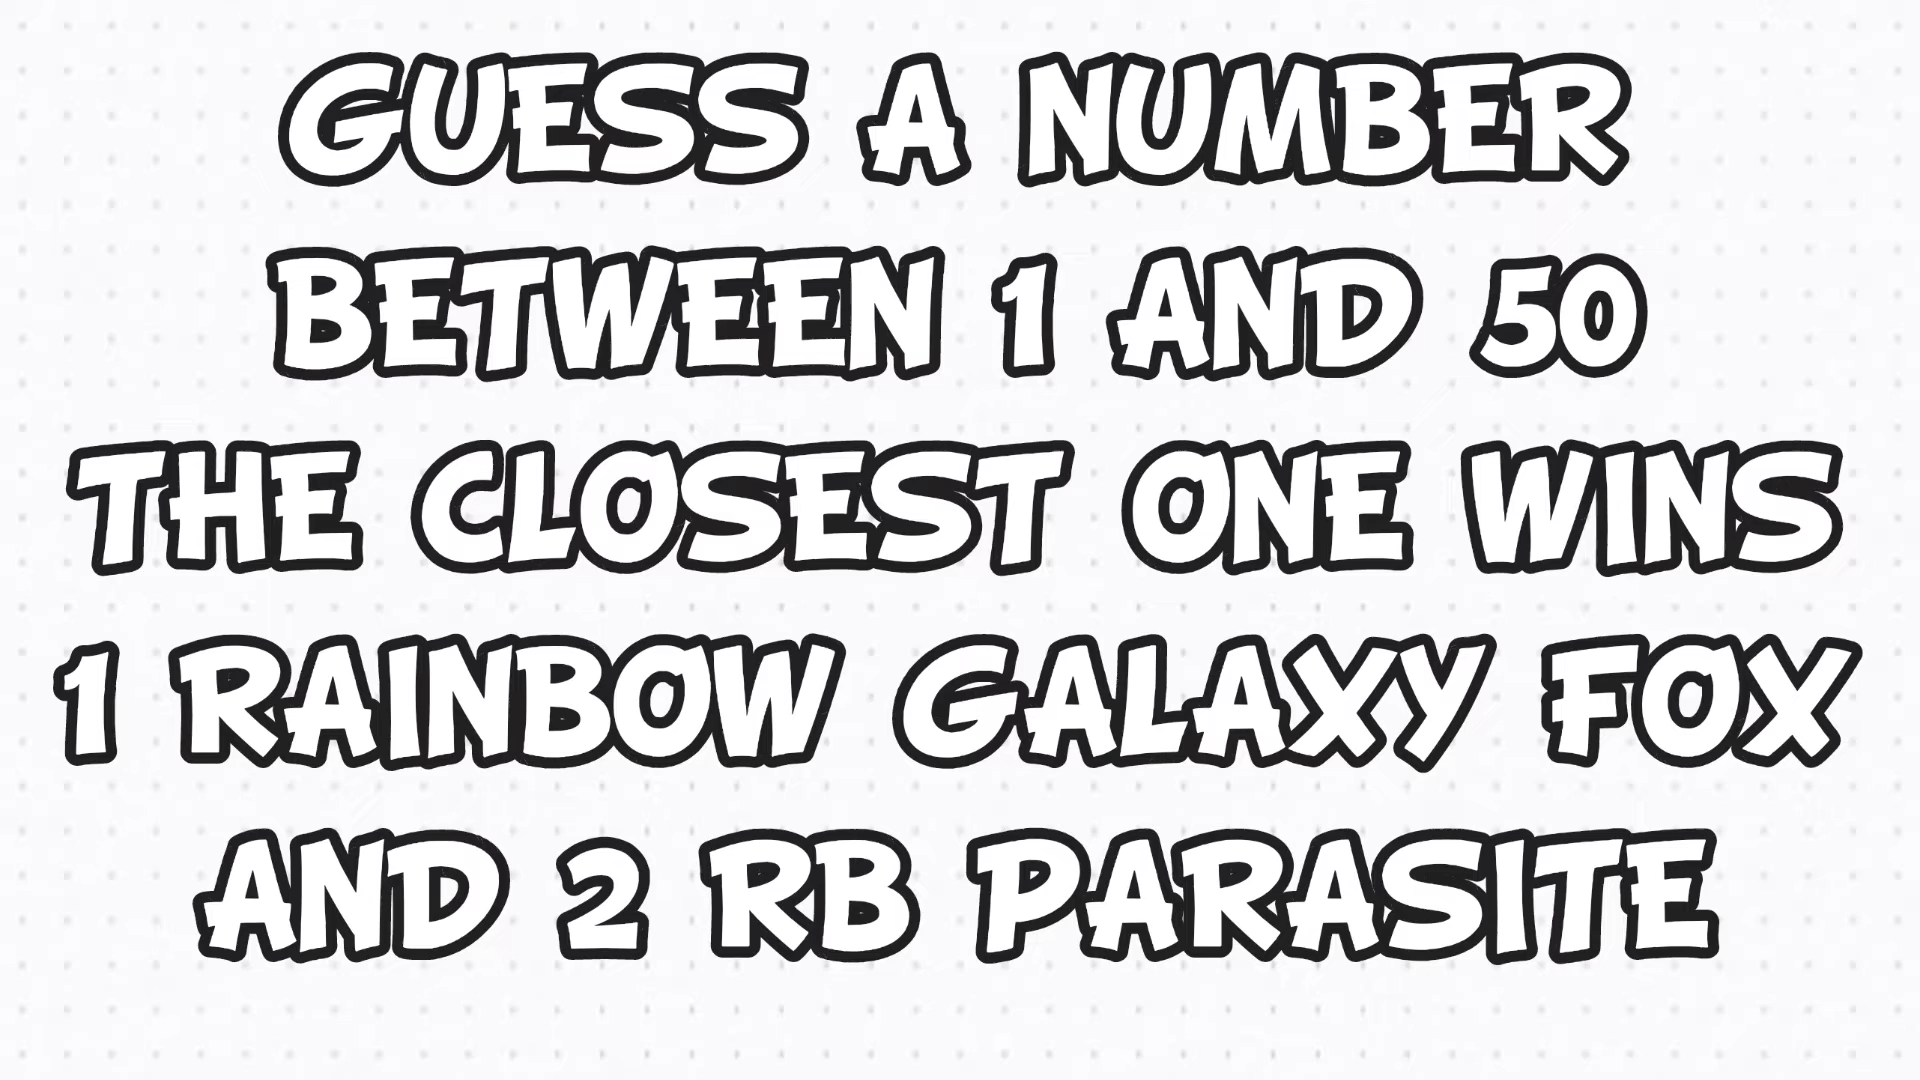 GUESS A NUMBER
BETWEEN 1 AND 50
THE CLOSEST ONE WINS
1 RAINBOW GALAXY FOX
AND 2 RB PARASITE